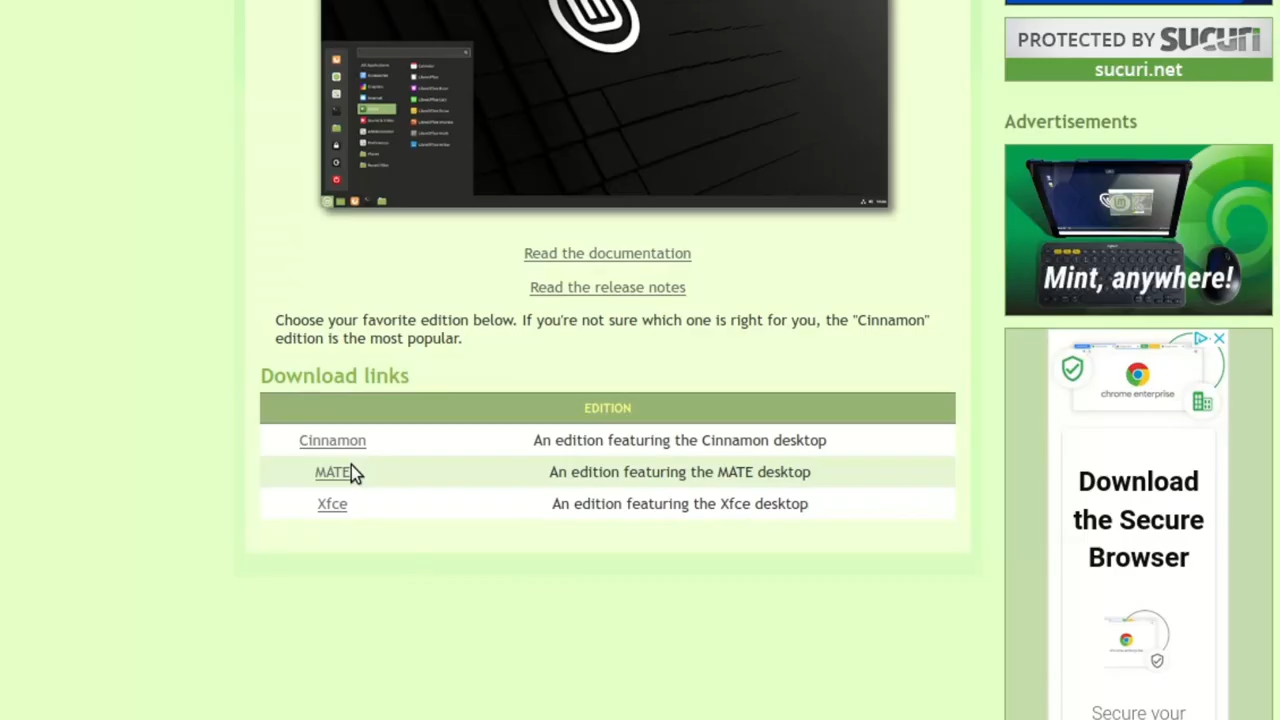 PROTECTED BY SUCURI
sucuri.net
Advertisements
Mint, anywhere!
Read the documentation
Read the release notes
Choose your favorite edition below. If you're not sure which one is right for you, the "Cinnamon"
edition is the most popular.
Download links
EDITION
Cinnamon An edition featuring the Cinnamon desktop
MATE An edition featuring the MATE desktop
Xfce An edition featuring the Xfce desktop
chrome enterprise
Download
the Secure
Browser
Secure your